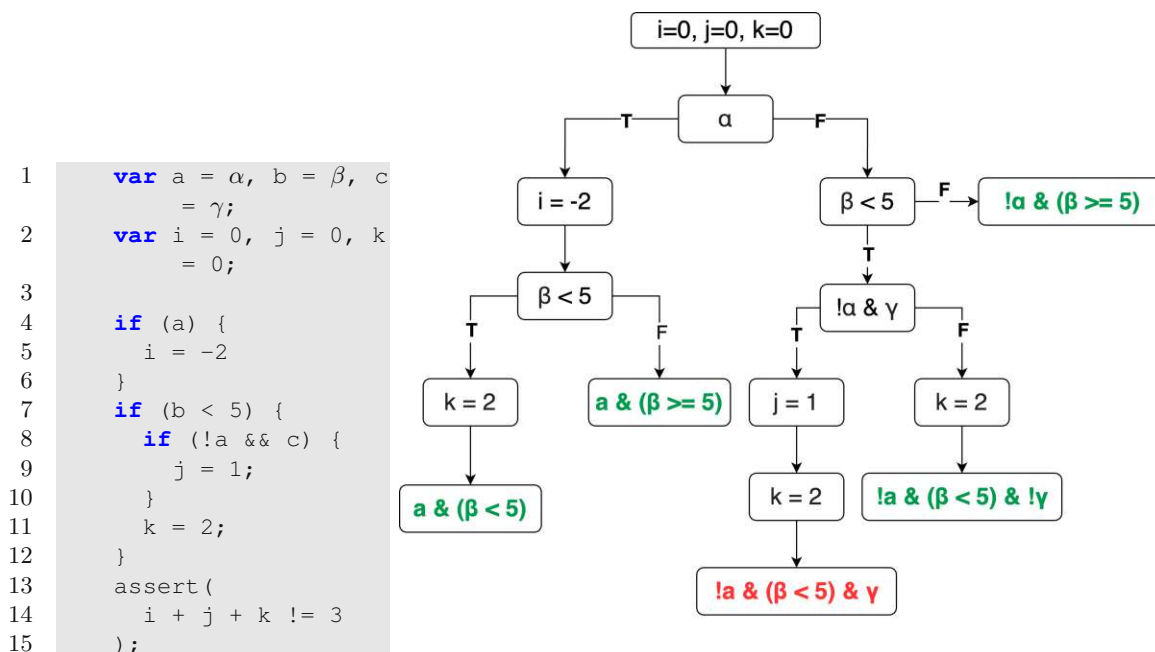 1 var a = α, b = β, c
= γ;
2 var i = 0, j = 0, k
= 0;
3
4 if (a) {
5 i = −2
6 }
7 if (b < 5) {
8 if (!a && c) {
9 j = 1;
10 }
11 k = 2;
12 }
13 assert(
14 i + j + k != 3
15 );
i=0, j=0, k=0
α
T
F
i = -2
β < 5
F
!α & (β >= 5)
T
β < 5
!α & γ
T
F
T
F
k = 2
a & (β >= 5)
j = 1
k = 2
a & (β < 5)
k = 2
!a & (β < 5) & !γ
!a & (β < 5) & γ